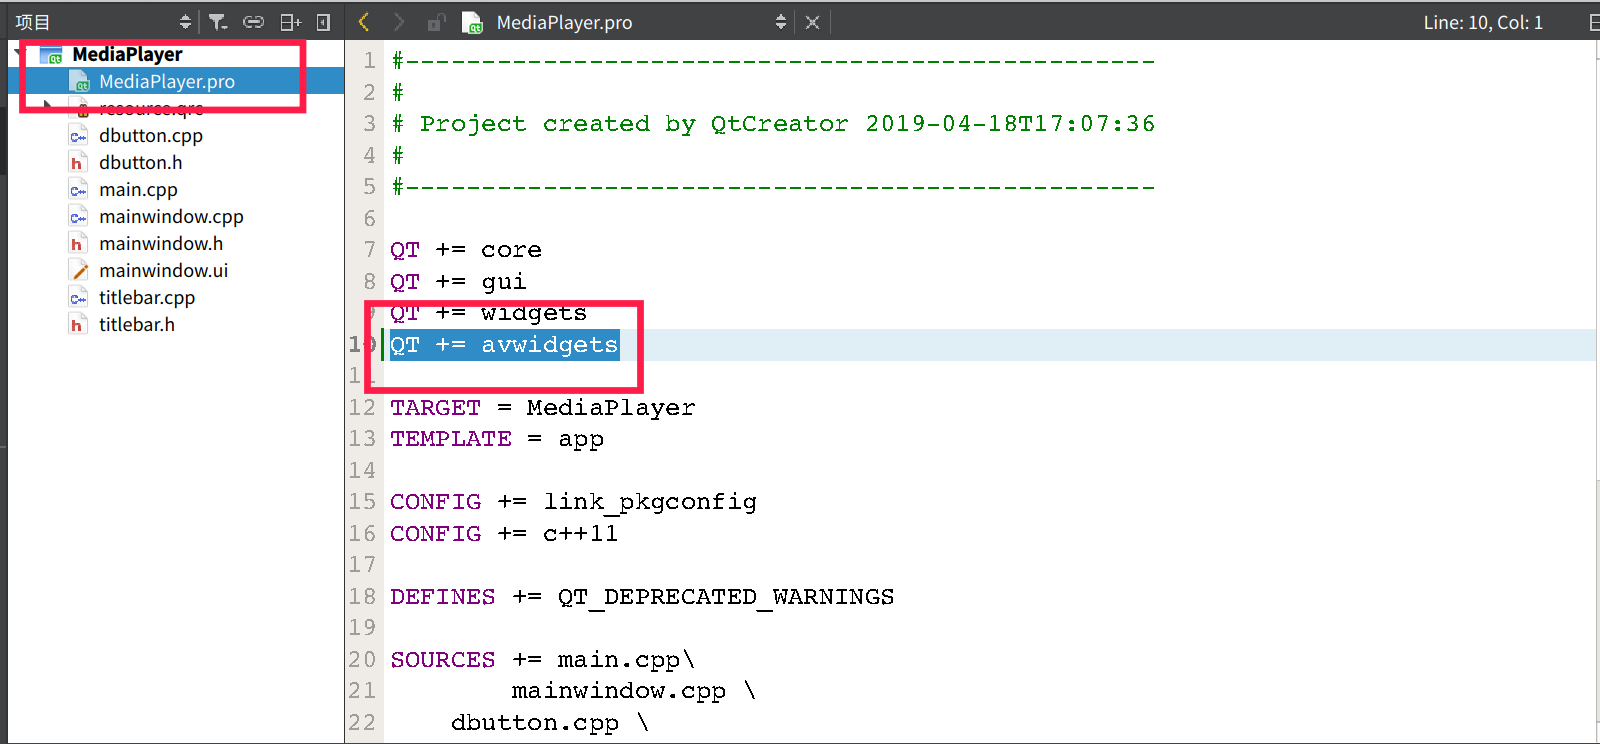 项目
MediaPlayer.pro
Line: 10, Col: 1
MediaPlayer
MediaPlayer.pro
resource.qrc
dbutton.cpp
dbutton.h
main.cpp
mainwindow.cpp
mainwindow.h
mainwindow.ui
titlebar.cpp
titlebar.h
1 #-------------------------------------------------
2 #
3 # Project created by QtCreator 2019-04-18T17:07:36
4 #
5 #-------------------------------------------------
6
7 QT += core
8 QT += gui
9 QT += widgets
10 QT += avwidgets
11
12 TARGET = MediaPlayer
13 TEMPLATE = app
14
15 CONFIG += link_pkgconfig
16 CONFIG += c++11
17
18 DEFINES += QT_DEPRECATED_WARNINGS
19
20 SOURCES += main.cpp\
21 mainwindow.cpp \
22 dbutton.cpp \